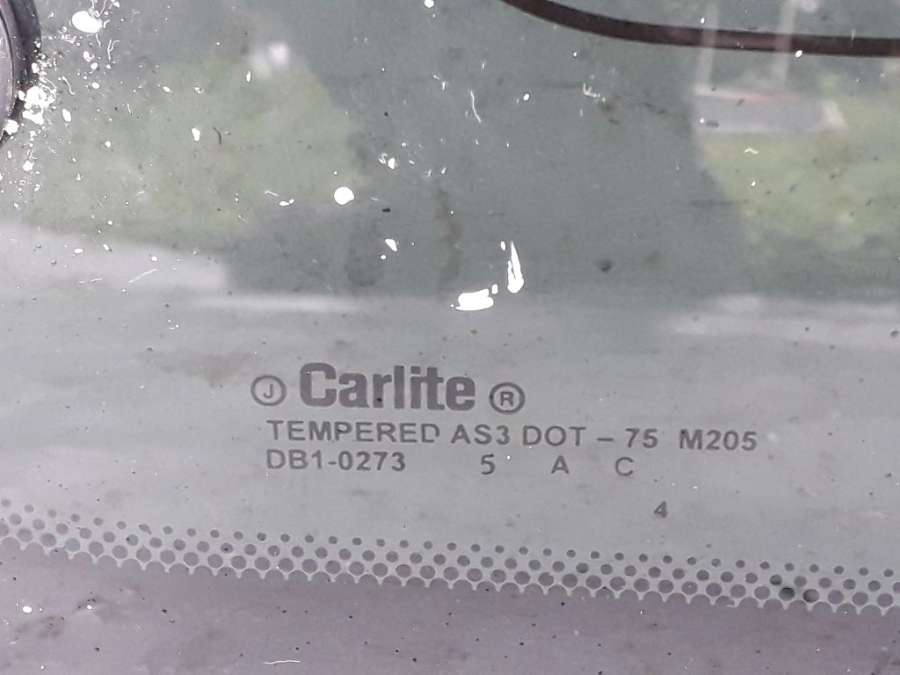 J Carlite ®
TEMPERED AS3 DOT – 75 M205
DB1-0273 5 A C
4